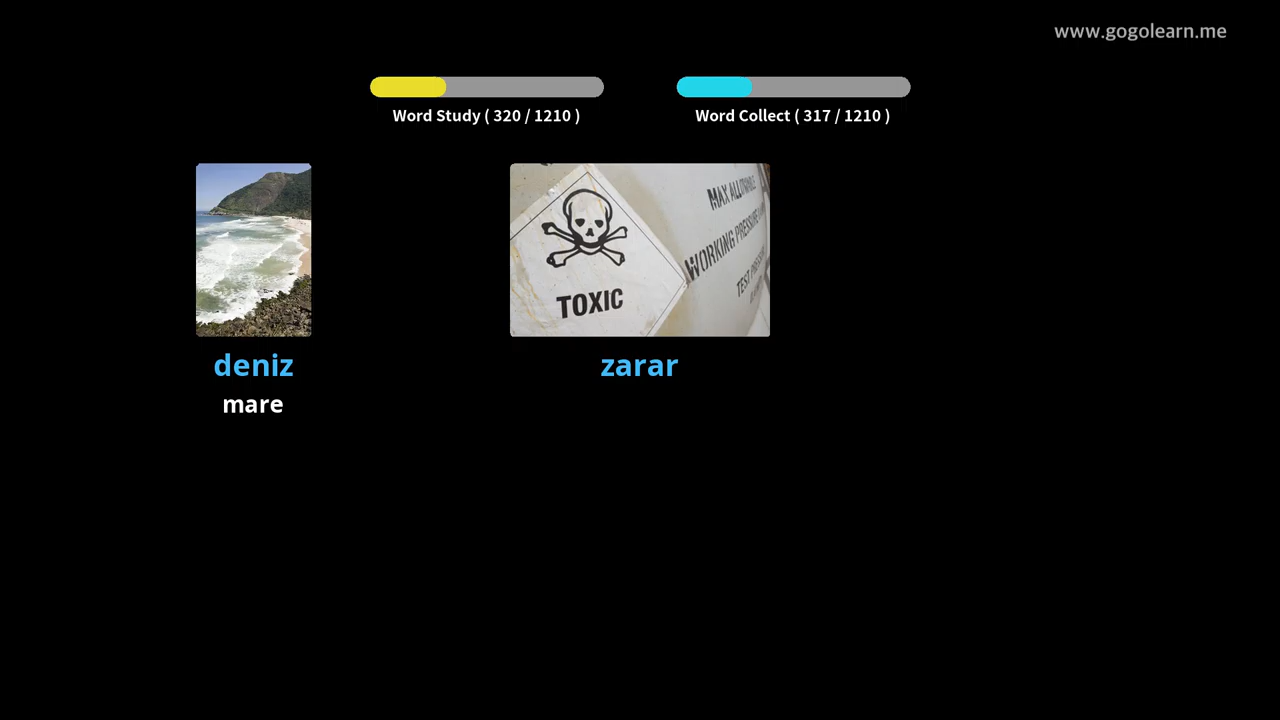 www.gogolearn.me
Word Study ( 320 / 1210 )
Word Collect ( 317 / 1210 )
MAX ALLOWABLE
WORKING PRESSURE
TOXIC
TEST
deniz
zarar
mare